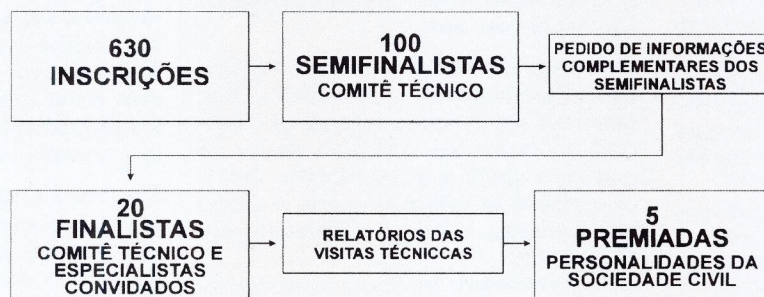 630
INSCRIÇÕES
100
SEMIFINALISTAS
COMITÊ TÉCNICO
PEDIDO DE INFORMAÇÕES
COMPLEMENTARES DOS
SEMIFINALISTAS
20
FINALISTAS
COMITÊ TÉCNICO E
ESPECIALISTAS
CONVIDADOS
RELATÓRIOS DAS
VISITAS TÉCNICCAS
5
PREMIADAS
PERSONALIDADES DA
SOCIEDADE CIVIL